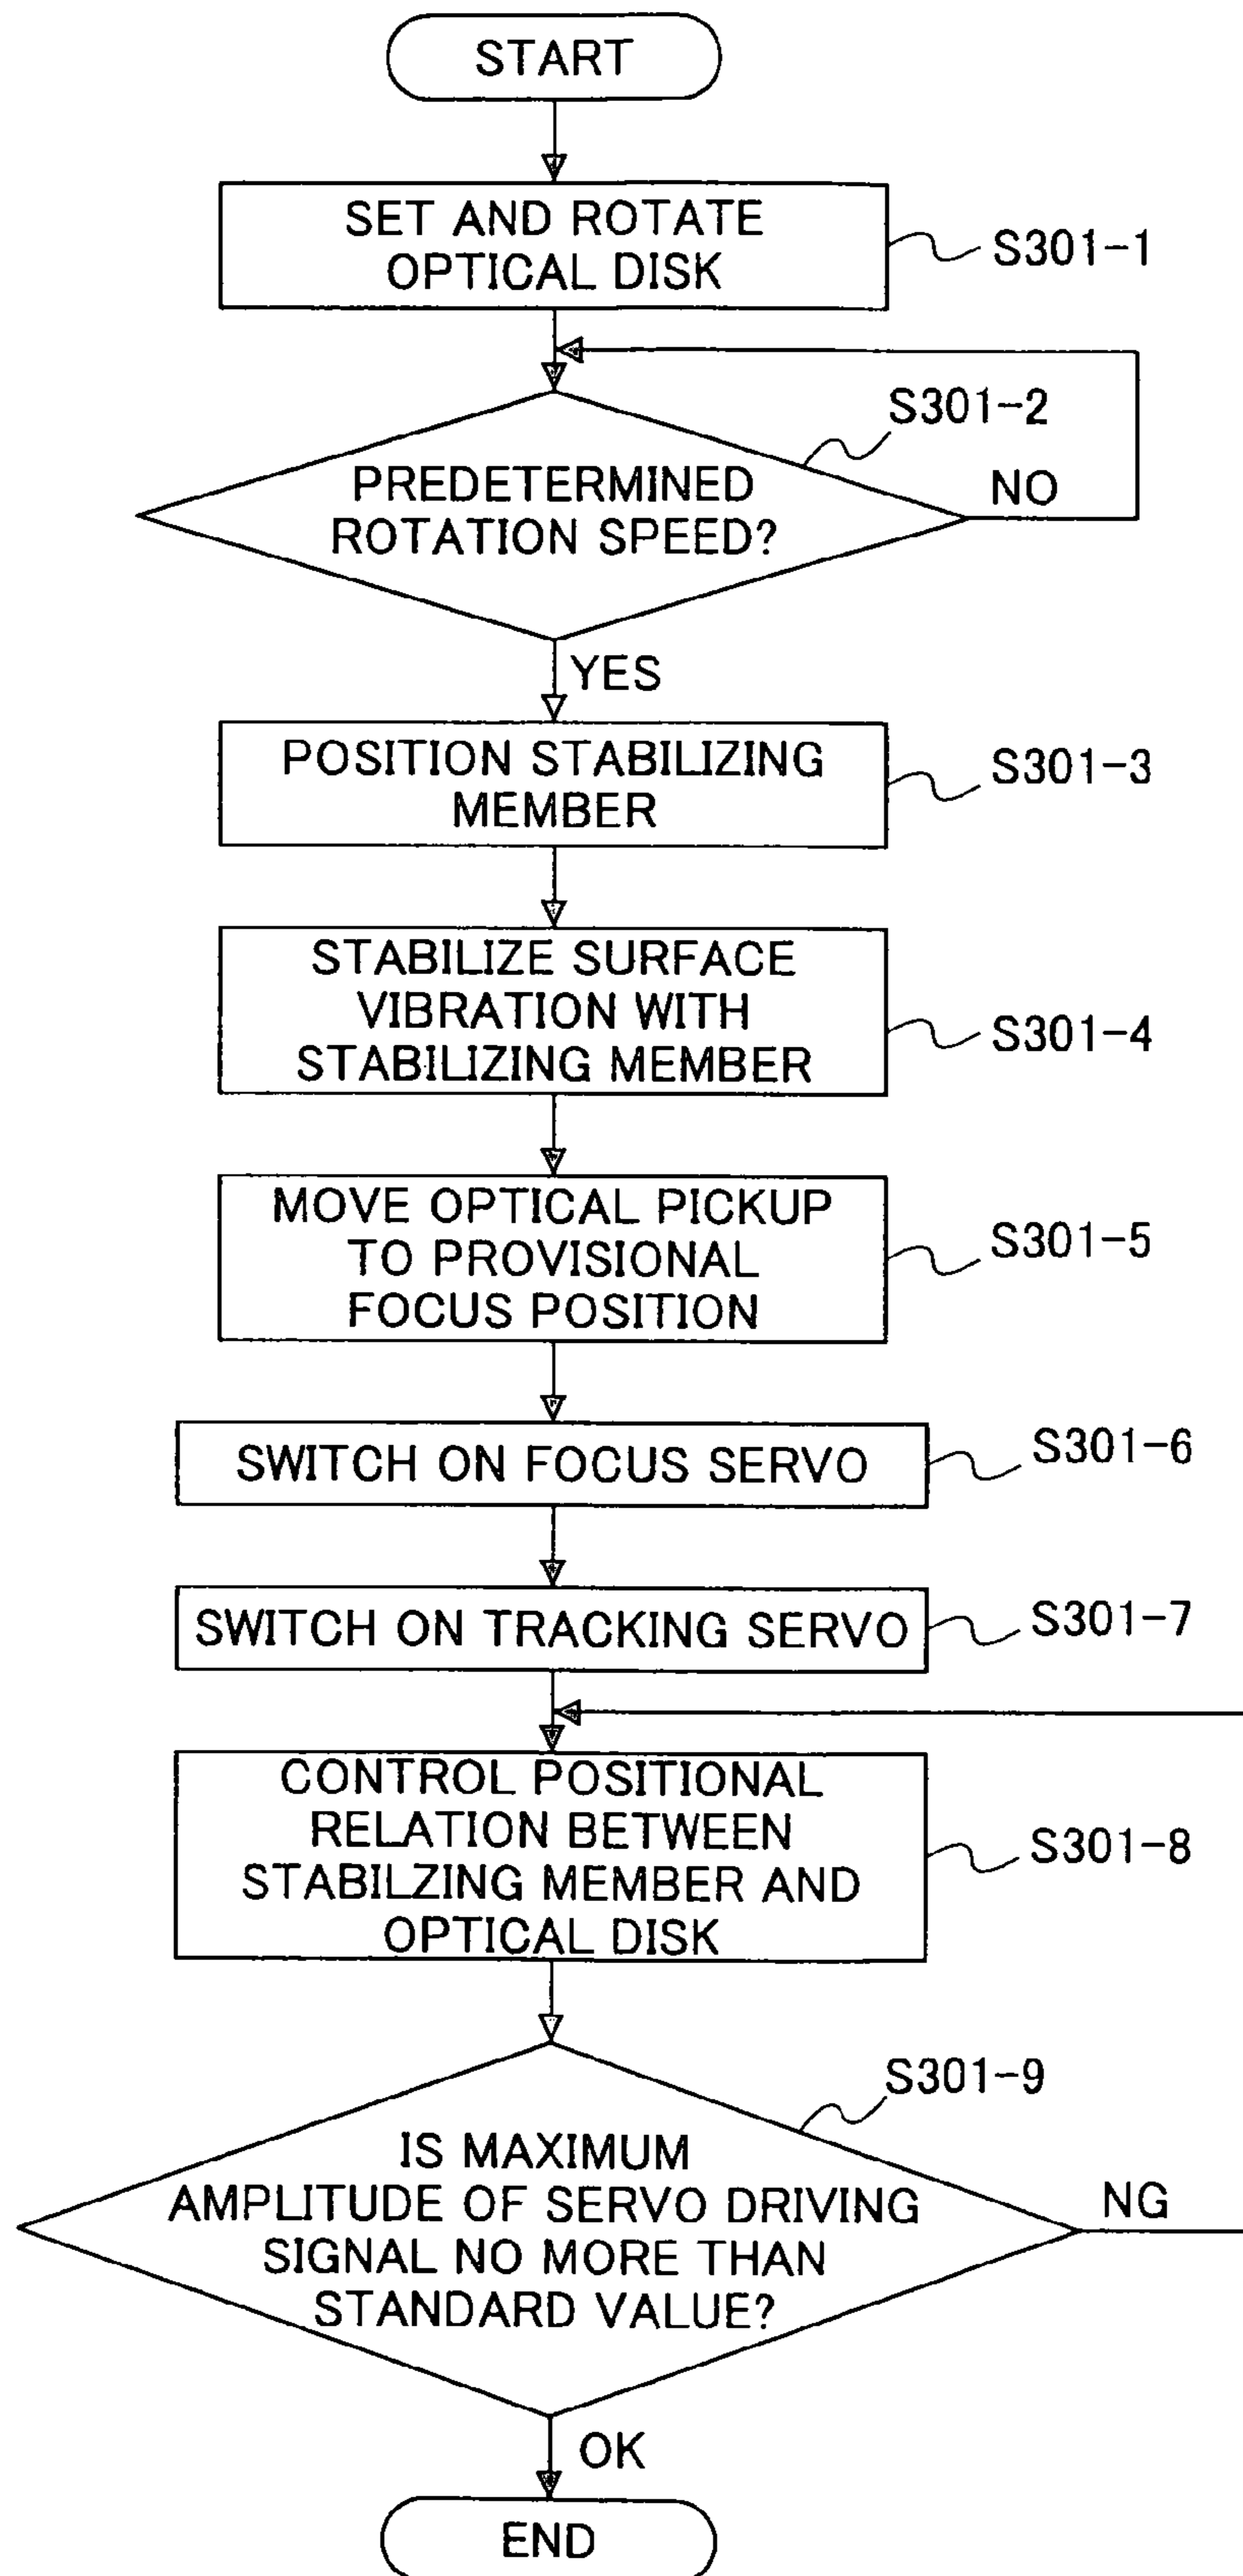 START
SET AND ROTATE
OPTICAL DISK
S301-1
S301-2
PREDETERMINED
ROTATION SPEED?
NO
YES
POSITION STABILIZING
MEMBER
S301-3
STABILIZE SURFACE
VIBRATION WITH
STABILIZING MEMBER
S301-4
MOVE OPTICAL PICKUP
TO PROVISIONAL
FOCUS POSITION
S301-5
SWITCH ON FOCUS SERVO
S301-6
SWITCH ON TRACKING SERVO
S301-7
CONTROL POSITIONAL
RELATION BETWEEN
STABILZING MEMBER AND
OPTICAL DISK
S301-8
S301-9
IS MAXIMUM
AMPLITUDE OF SERVO DRIVING
SIGNAL NO MORE THAN
STANDARD VALUE?
NG
OK
END